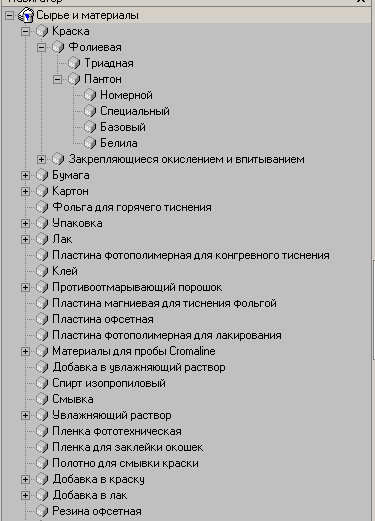 Навигатор
Сырье и материалы
Краска
Фолиевая
Триадная
Пантон
Номерной
Специальный
Базовый
Белила
Закрепляющиеся окислением и впитыванием
Бумага
Картон
Фольга для горячего тиснения
Упаковка
Лак
Пластина фотополимерная для конгревного тиснения
Клей
Противоотмарывающий порошок
Пластина магниевая для тиснения фольгой
Пластина офсетная
Пластина фотополимерная для лакирования
Материалы для пробы Cromaline
Добавка в увлажняющий раствор
Спирт изопропиловый
Смывка
Увлажняющий раствор
Пленка фототехническая
Пленка для заклейки окошек
Полотно для смывки краски
Добавка в краску
Добавка в лак
Резина офсетная